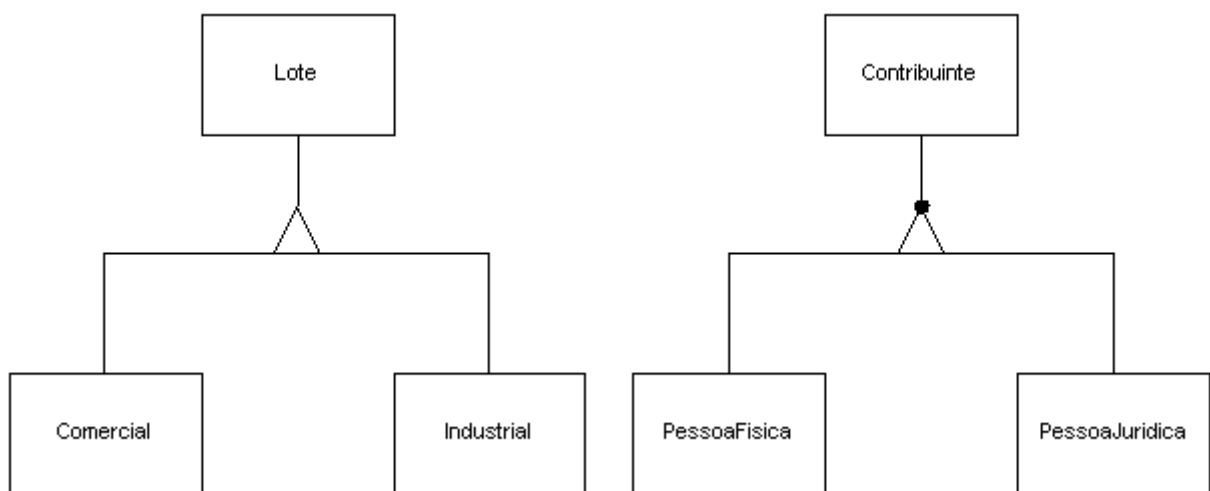 Lote
Contribuinte
Comercial
Industrial
PessoaFisica
PessoaJuridica